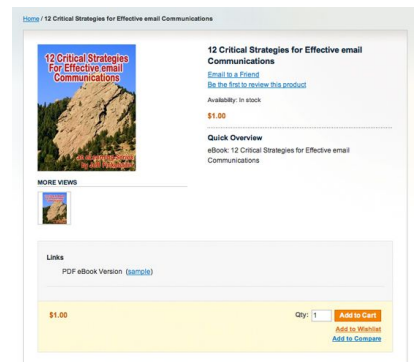 Home / 12 Critical Strategies for Effective email Communications
12 Critical Strategies
For Effective email
Communications
12 Critical Strategies for Effective email
Communications
Email to a Friend
Be the first to review this product
Availability: In stock
$1.00
Quick Overview
eBook: 12 Critical Strategies for Effective email
Communications
MORE VIEWS
Links
PDF eBook Version (sample)
$1.00
Qty: 1 Add to Cart
Add to Wishlist
Add to Compare